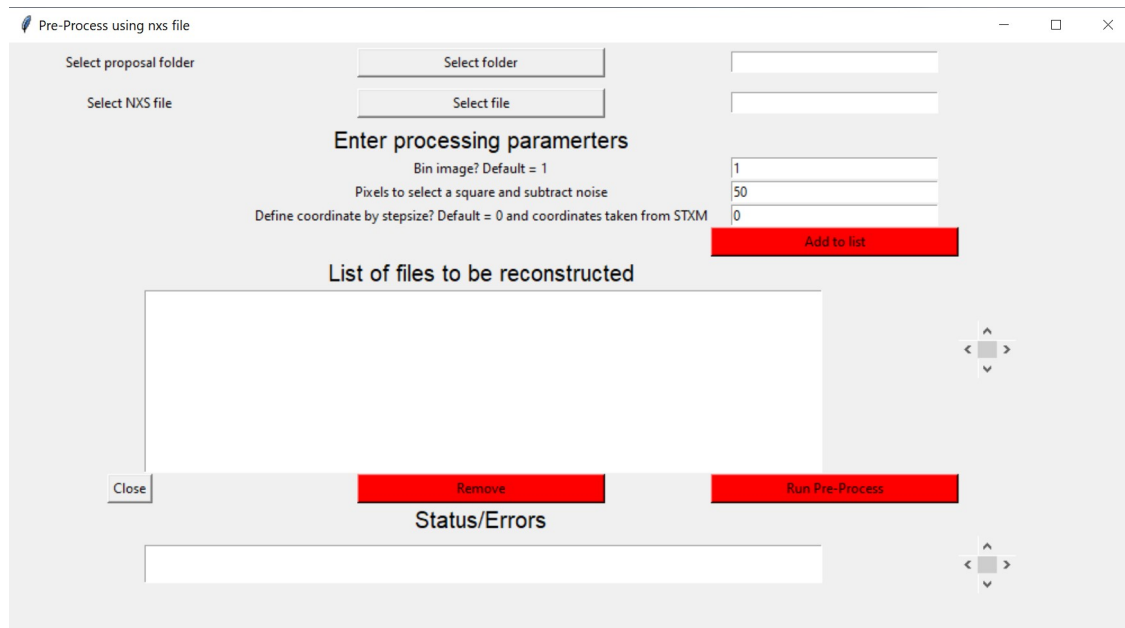 Pre-Process using nxs file
Select proposal folder Select folder
Select NXS file Select file
Enter processing paramerters
Bin image? Default = 1 1
Pixels to select a square and subtract noise 50
Define coordinate by stepsize? Default = 0 and coordinates taken from STXM 0
Add to list
List of files to be reconstructed
Close Remove Run Pre-Process
Status/Errors